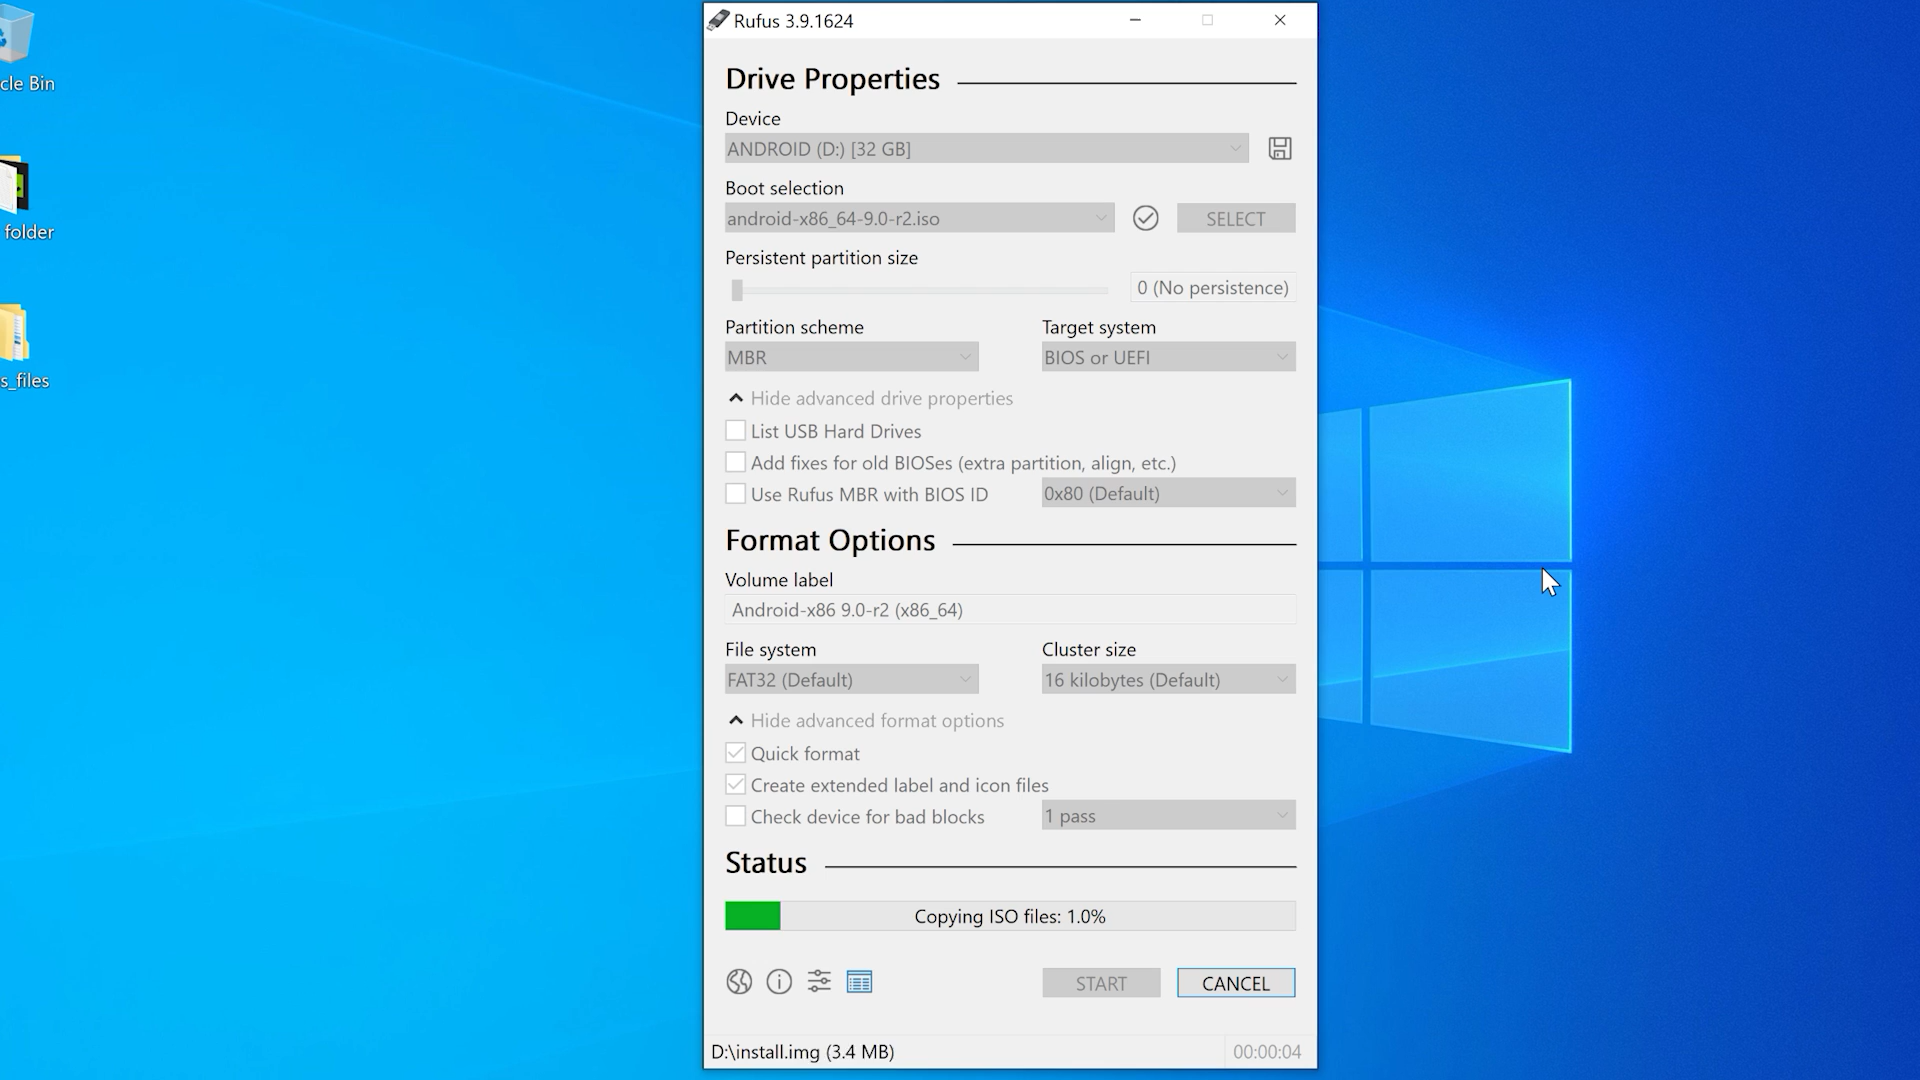 Rufus 3.9.1624
cle Bin
folder
s_files
Drive Properties
Device
ANDROID (D:) [32 GB]
Boot selection
android-x86_64-9.0-r2.iso
SELECT
Persistent partition size
0 (No persistence)
Partition scheme
Target system
MBR
BIOS or UEFI
Hide advanced drive properties
List USB Hard Drives
Add fixes for old BIOSes (extra partition, align, etc.)
Use Rufus MBR with BIOS ID
0x80 (Default)
Format Options
Volume label
Android-x86 9.0-r2 (x86_64)
File system
Cluster size
FAT32 (Default)
16 kilobytes (Default)
Hide advanced format options
Quick format
Create extended label and icon files
Check device for bad blocks
1 pass
Status
Copying ISO files: 1.0%
START
CANCEL
D:\install.img (3.4 MB)
00:00:04